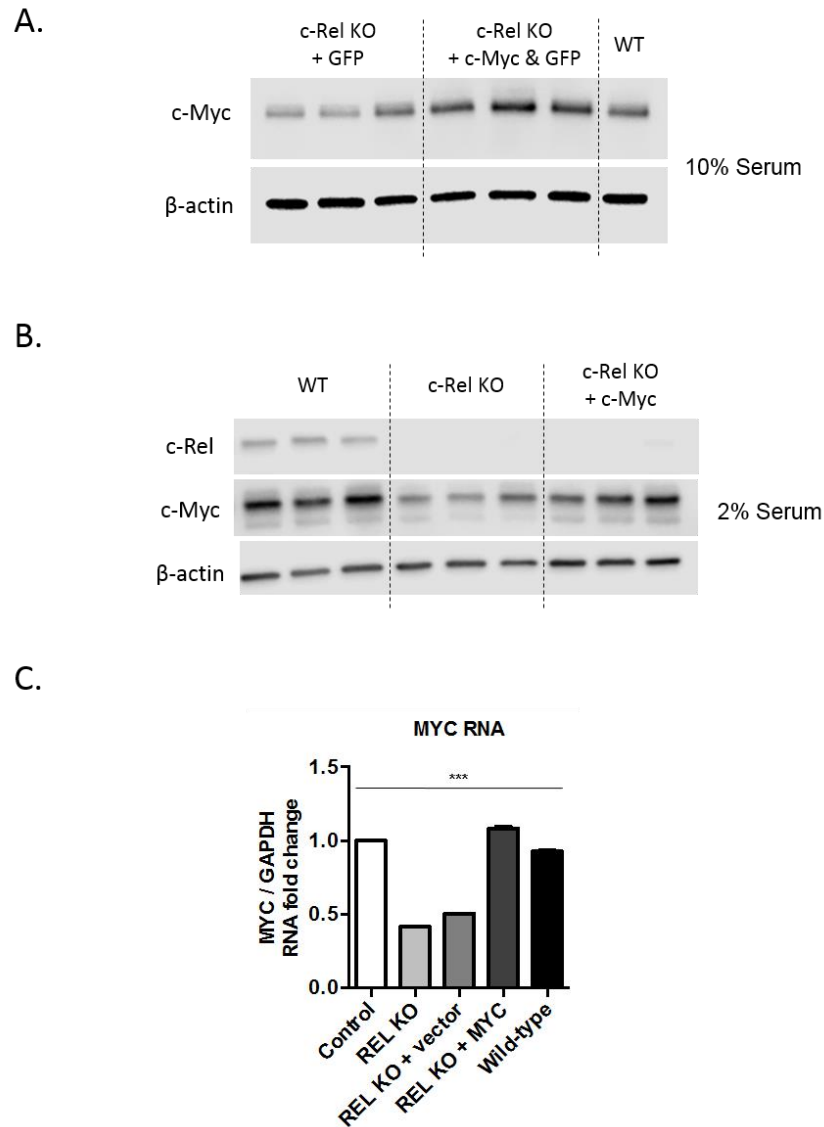 A.
c-Rel KO
+ GFP
c-Rel KO
+ c-Myc & GFP
WT
c-Myc
β-actin
10% Serum
B.
WT
c-Rel KO
c-Rel KO
+ c-Myc
c-Rel
c-Myc
β-actin
2% Serum
C.
MYC RNA
MYC / GAPDH
RNA fold change
1.5
1.0
0.5
0.0
***
Control
REL KO
REL KO + vector
REL KO + MYC
Wild-type